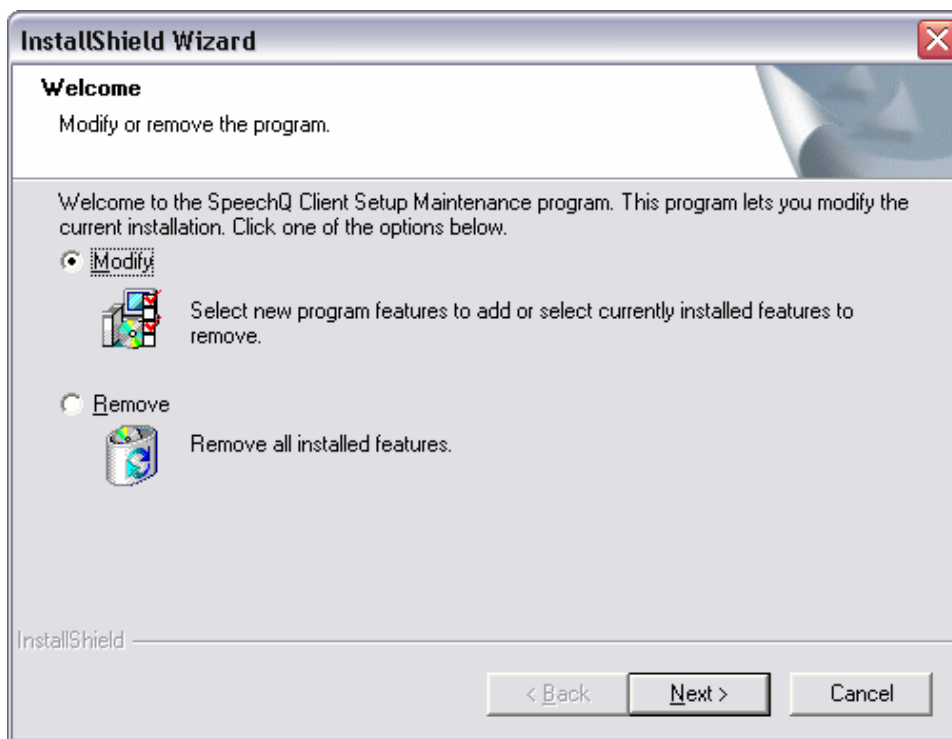 InstallShield Wizard
Welcome
Modify or remove the program.
Welcome to the SpeechQ Client Setup Maintenance program. This program lets you modify the
current installation. Click one of the options below.
Modify
Select new program features to add or select currently installed features to
remove.
Remove
Remove all installed features.
InstallShield
< Back
Next >
Cancel